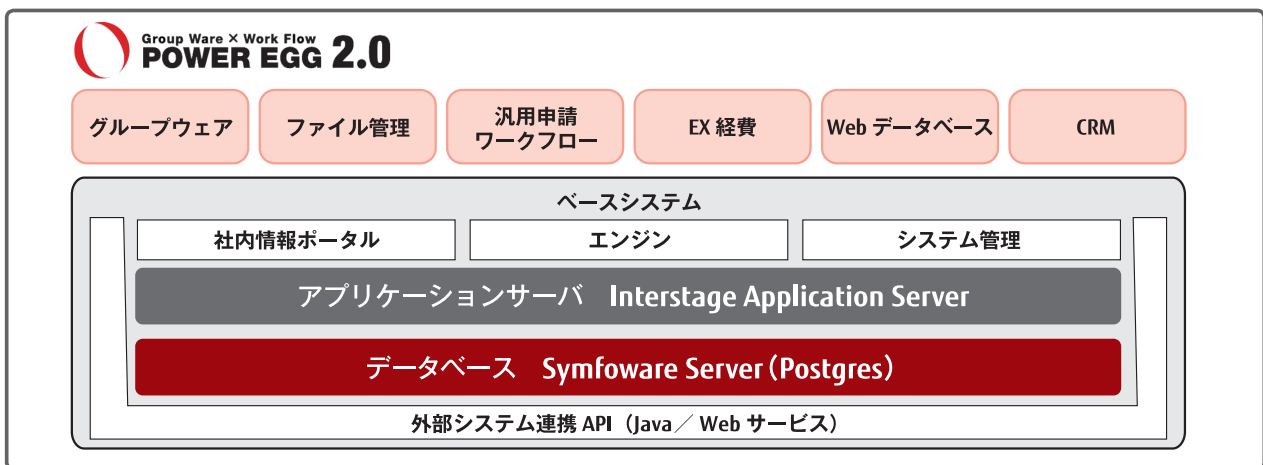 Group Ware × Work Flow
POWER EGG 2.0
グループウェア
ファイル管理
汎用申請
ワークフロー
EX 経費
Web データベース
CRM
ベースシステム
社内情報ポータル
エンジン
システム管理
アプリケーションサーバ Interstage Application Server
データベース Symfoware Server（Postgres）
外部システム連携 API（Java／ Web サービス）